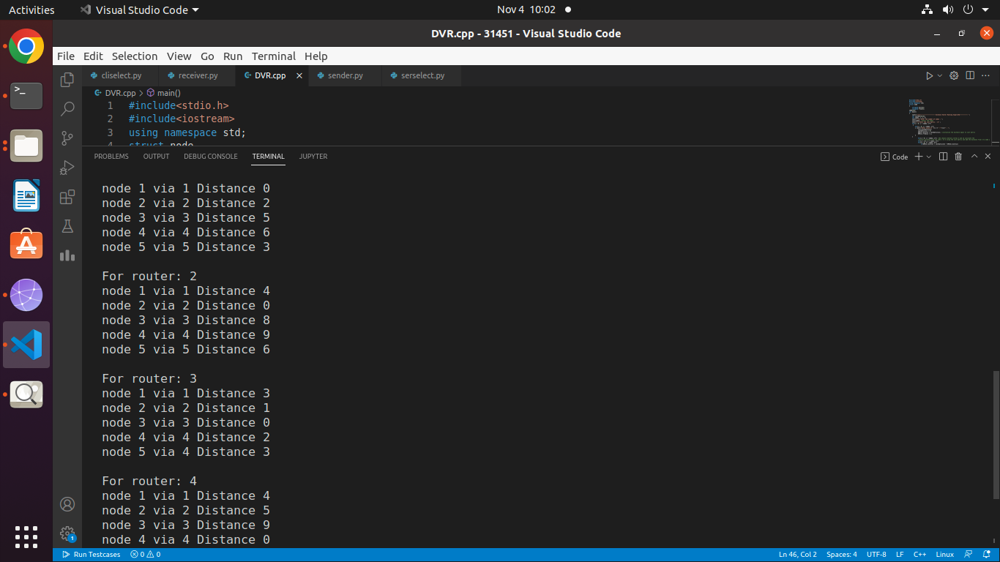 Activities
Visual Studio Code
Nov 4 10:02
DVR.cpp - 31451 - Visual Studio Code
File Edit Selection View Go Run Terminal Help
cliselect.py receiver.py DVR.cpp sender.py serselect.py
DVR.cpp main()
1 #include<stdio.h>
2 #include<iostream>
3 using namespace std;
4 struct node
PROBLEMS OUTPUT DEBUG CONSOLE TERMINAL JUPYTER
Code
node 1 via 1 Distance 0
node 2 via 2 Distance 2
node 3 via 3 Distance 5
node 4 via 4 Distance 6
node 5 via 5 Distance 3
For router: 2
node 1 via 1 Distance 4
node 2 via 2 Distance 0
node 3 via 3 Distance 8
node 4 via 4 Distance 9
node 5 via 5 Distance 6
For router: 3
node 1 via 1 Distance 3
node 2 via 2 Distance 1
node 3 via 3 Distance 0
node 4 via 4 Distance 2
node 5 via 4 Distance 3
For router: 4
node 1 via 1 Distance 4
node 2 via 2 Distance 5
node 3 via 3 Distance 9
node 4 via 4 Distance 0
1
Run Testcases 0 0
Ln 46, Col 2 Spaces: 4 UTF-8 LF C++ Linux